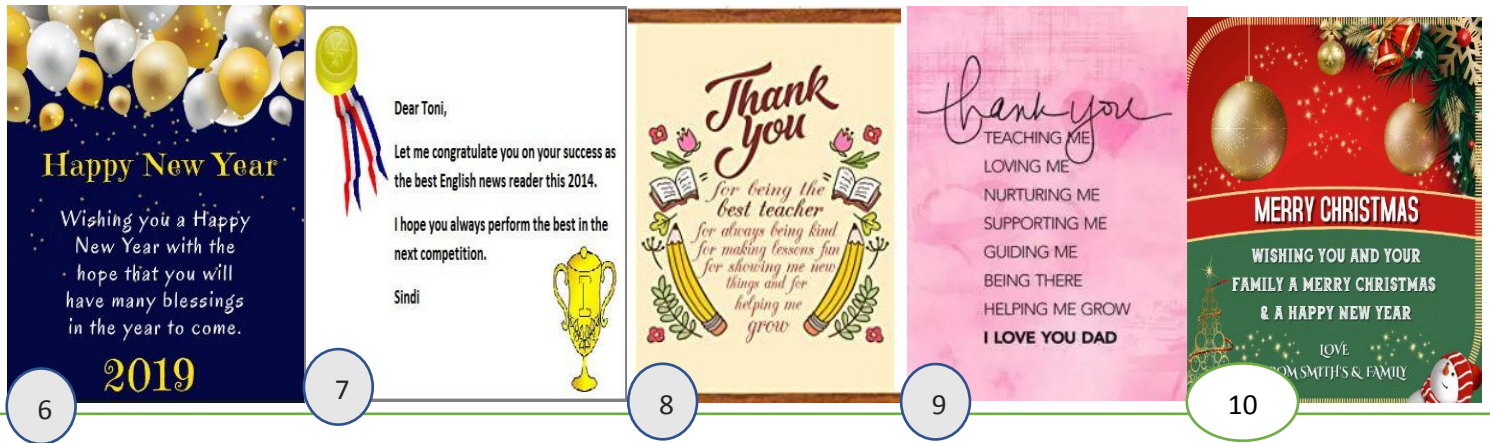 Happy New Year
Wishing you a Happy
New Year with the
hope that you will
have many blessings
in the year to come.
2019
6
Dear Toni,
Let me congratulate you on your success as
the best English news reader this 2014.
I hope you always perform the best in the
next competition.
Sindi
7
Thank
you
for being the
best teacher
for always being kind
for making lessons fun
for showing me new
things and for
helping me
grow
8
thank you
TEACHING ME
LOVING ME
NURTURING ME
SUPPORTING ME
GUIDING ME
BEING THERE
HELPING ME GROW
I LOVE YOU DAD
9
MERRY CHRISTMAS
WISHING YOU AND YOUR
FAMILY A MERRY CHRISTMAS
& A HAPPY NEW YEAR
LOVE
OM SMITH'S & FAMILY
10